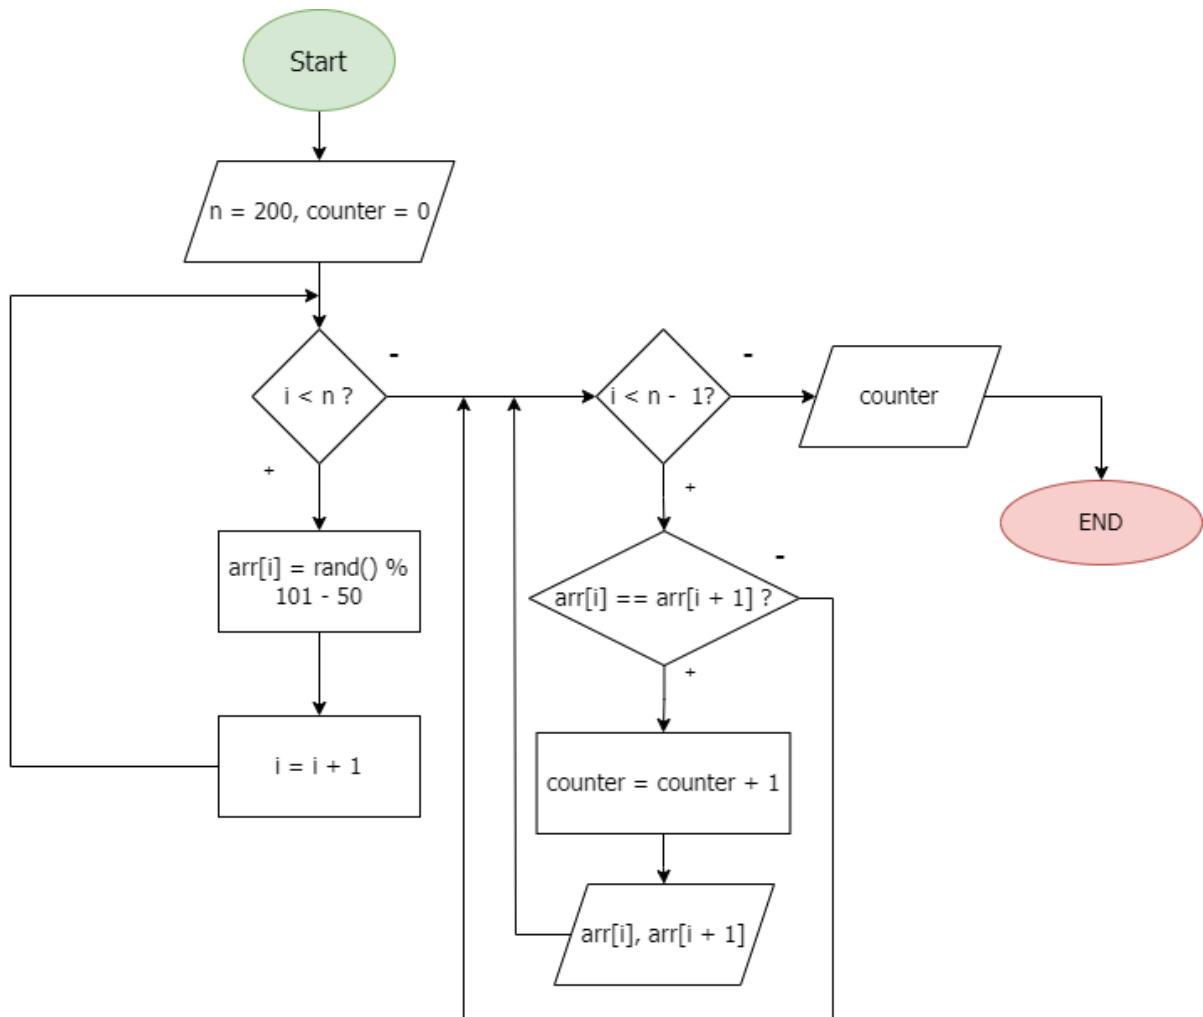 Start
n = 200, counter = 0
i < n ?
-
+
arr[i] = rand() %
101 - 50
i = i + 1
i < n - 1?
-
+
arr[i] == arr[i + 1] ?
-
+
counter = counter + 1
arr[i], arr[i + 1]
counter
END